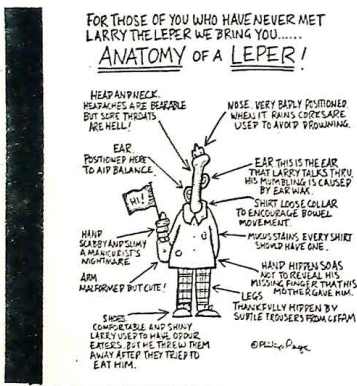 FOR THOSE OF YOU WHO HAVE NEVER MET
LARRY THE LEPER WE BRING YOU......
ANATOMY OF A LEPER!
HEAD AND NECK.
HEADACHES ARE BEARABLE
BUT SORE THROATS
ARE HELL!
NOSE. VERY BADLY POSITIONED.
WHEN IT RAINS CORKS ARE
USED TO AVOID DROWNING.
EAR.
POSITIONED HERE
TO AID BALANCE.
EAR THIS IS THE EAR
THAT LARRY TALKS THRU.
HIS MUMBLING IS CAUSED
BY EAR WAX.
HI!
SHIRT LOOSE COLLAR
TO ENCOURAGE BOWEL
MOVEMENT.
HAND
SCABBY AND SLIMY
A MANICURIST'S
NIGHTMARE
MUCUS STAINS EVERY SHIRT
SHOULD HAVE ONE.
ARM
MALFORMED BUT CUTE!
HAND HIDDEN SO AS
NOT TO REVEAL HIS
MISSING FINGER THAT HIS
MOTHER GAVE HIM.
LEGS
THANKFULLY HIDDEN BY
SUBTLE TROUSERS FROM OXFAM
SHOES
COMFORTABLE AND SHINY
LARRY USED TO HAVE ODOUR
EATERS. BUT HE THREW THEM
AWAY AFTER THEY TRIED TO
EAT HIM.
© Philip Page